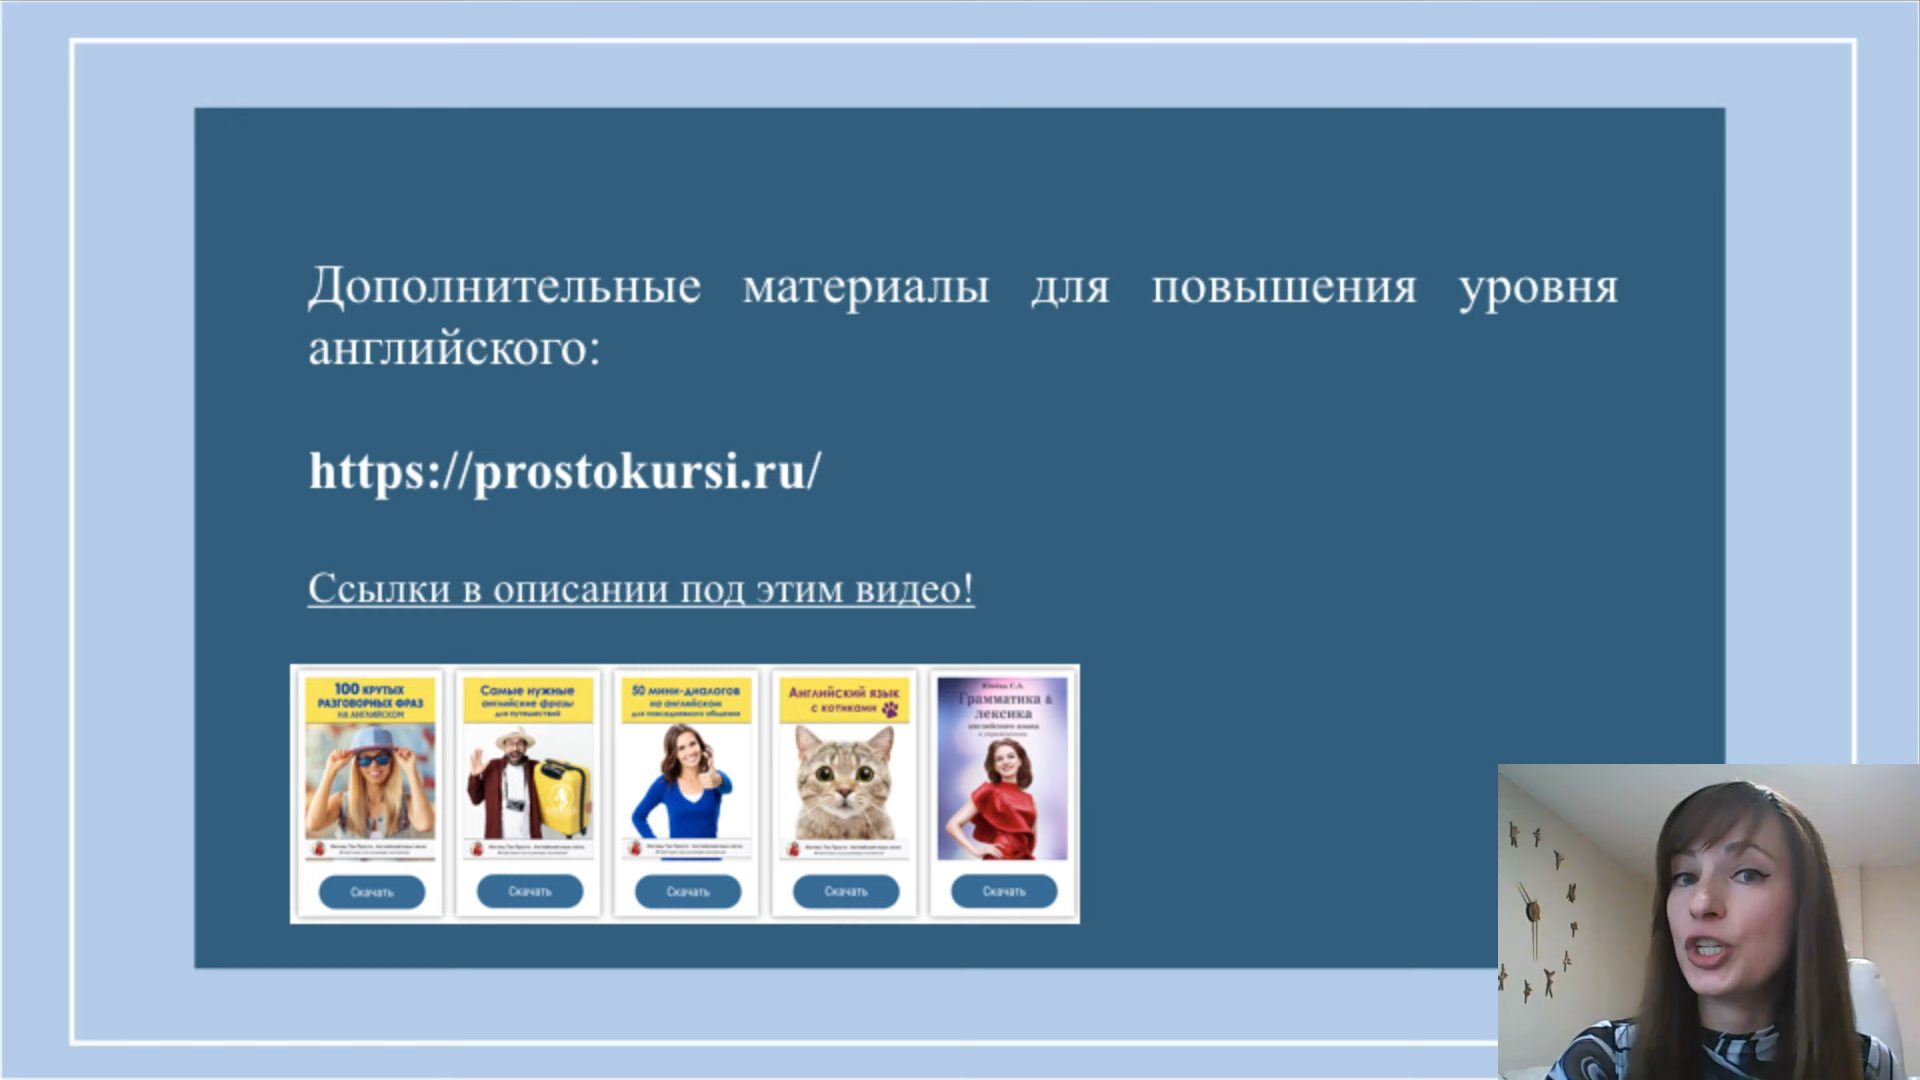 Дополнительные материалы для повышения уровня
английского:
https://prostokursi.ru/
Ссылки в описании под этим видео!
100 КРУТЫХ
РАЗГОВОРНЫХ ФРАЗ
НА АНГЛИЙСКОМ
Самые нужные
английские фразы
для путешествий
50 мини-диалогов
на английском
для повседневного общения
Английский язык
с котиками
Грамматика &
лексика
английского языка
Скачать
Скачать
Скачать
Скачать
Скачать